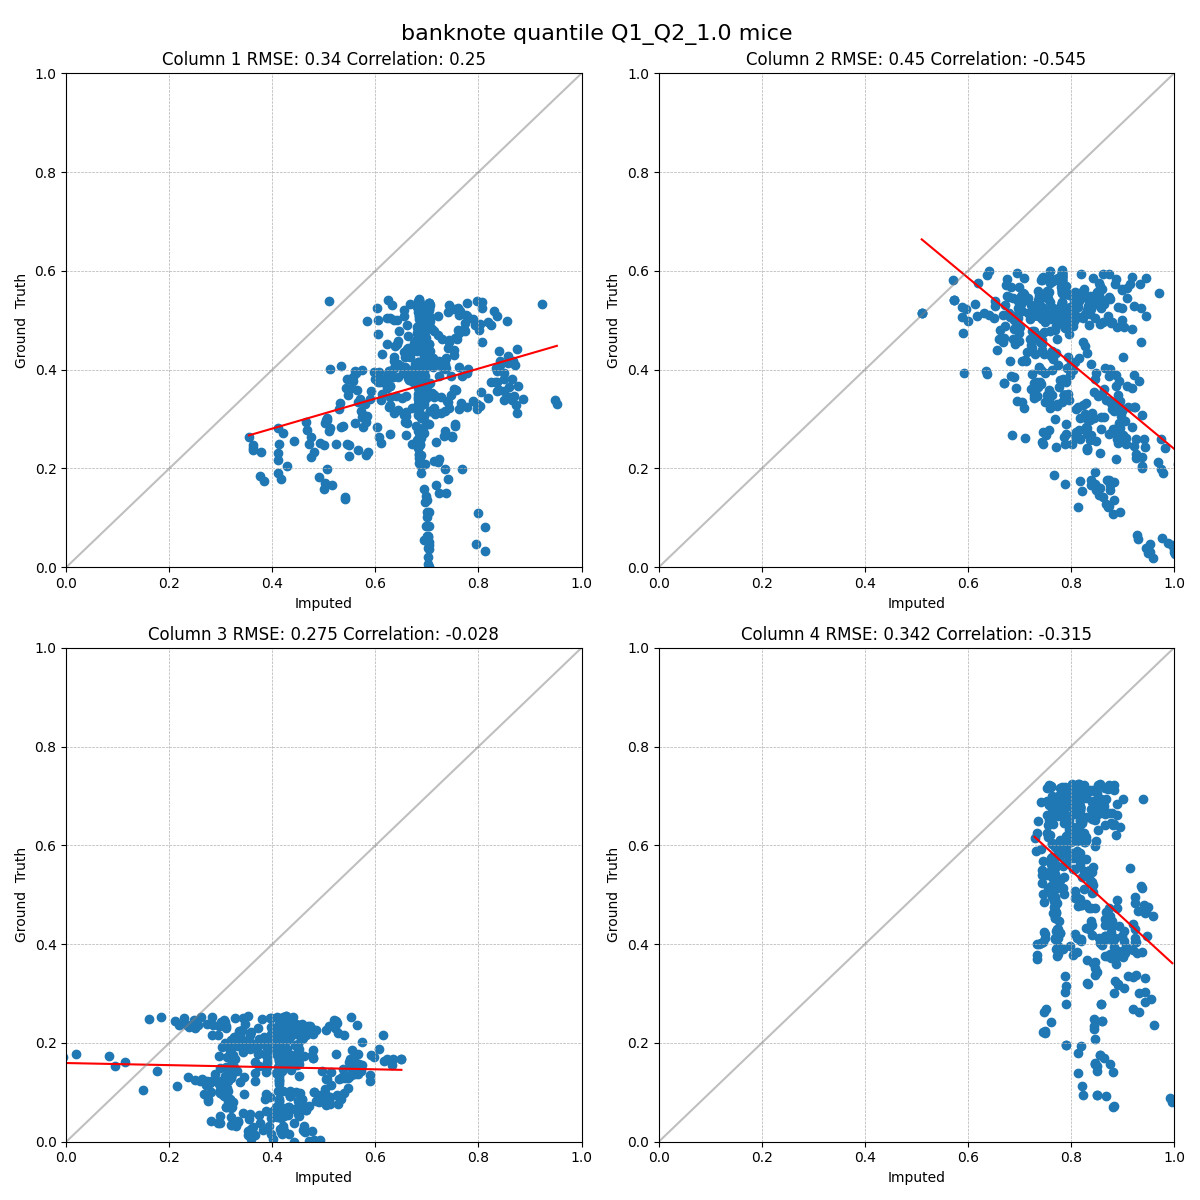 banknote quantile Q1_Q2_1.0 mice
Column 1 RMSE: 0.34 Correlation: 0.25
1.0
0.8
0.6
0.4
0.2
0.0
Ground Truth
0.0 0.2 0.4 0.6 0.8 1.0
Imputed
Column 2 RMSE: 0.45 Correlation: -0.545
1.0
0.8
0.6
0.4
0.2
0.0
Ground Truth
0.0 0.2 0.4 0.6 0.8 1.0
Imputed
Column 3 RMSE: 0.275 Correlation: -0.028
1.0
0.8
0.6
0.4
0.2
0.0
Ground Truth
0.0 0.2 0.4 0.6 0.8 1.0
Imputed
Column 4 RMSE: 0.342 Correlation: -0.315
1.0
0.8
0.6
0.4
0.2
0.0
Ground Truth
0.0 0.2 0.4 0.6 0.8 1.0
Imputed